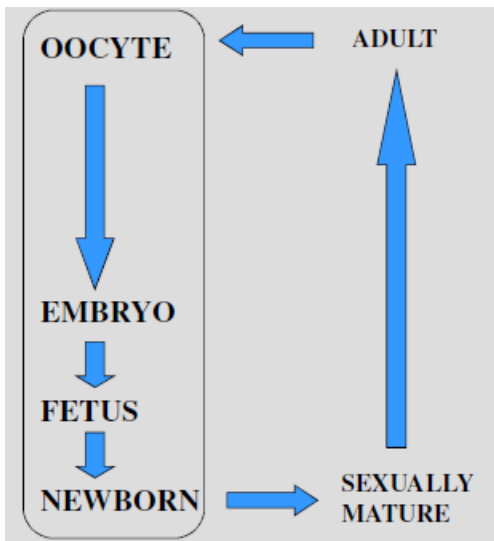 OOCYTE
ADULT
EMBRYO
FETUS
NEWBORN
SEXUALLY
MATURE